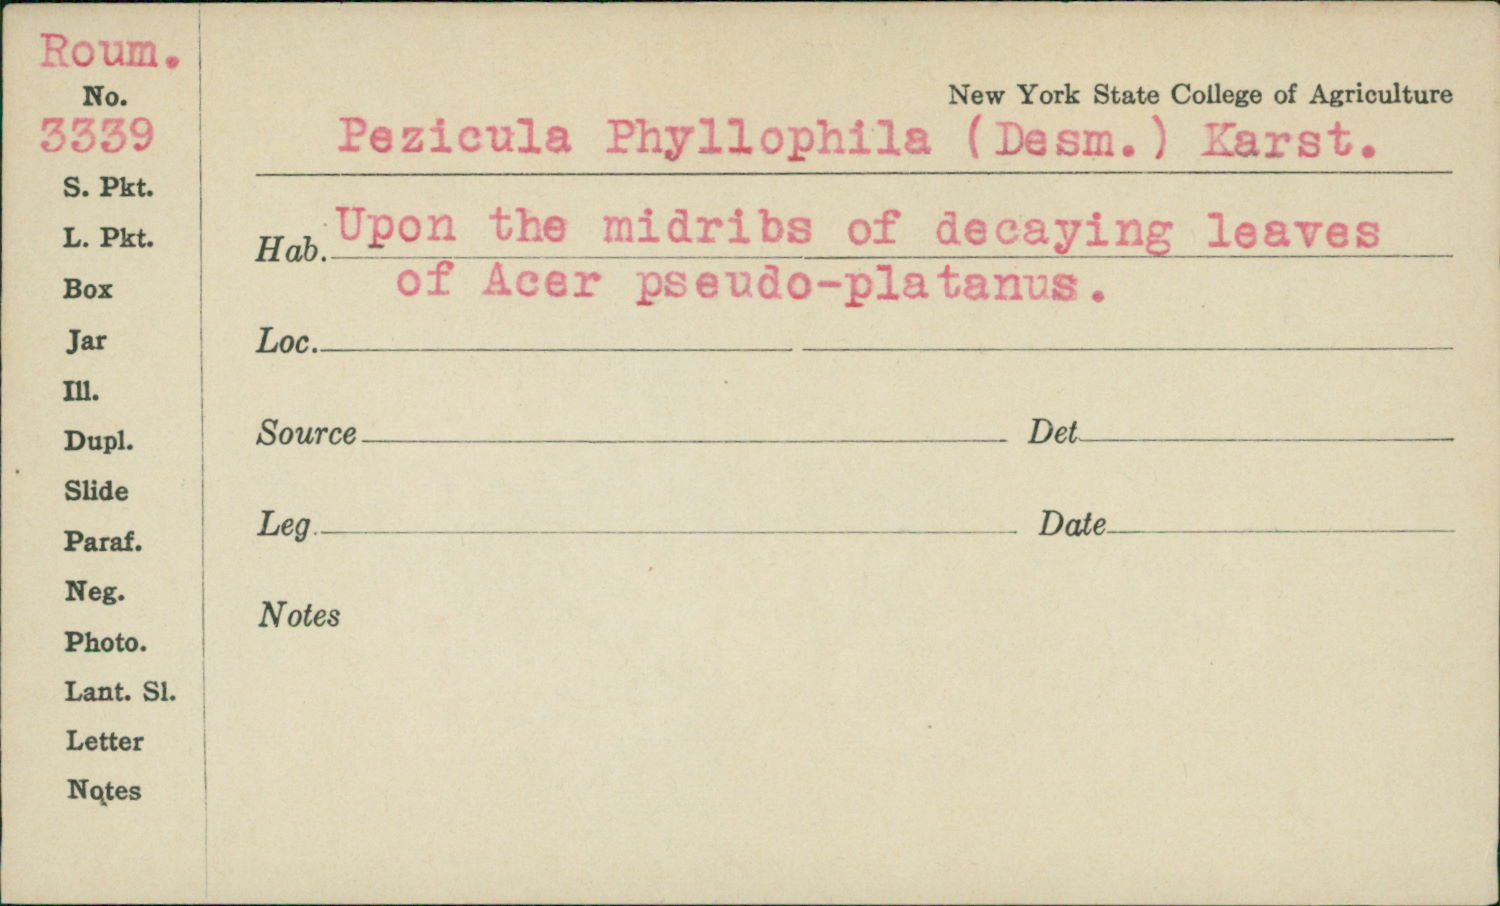 Roum.
No.
3339
S. Pkt.
L. Pkt.
Box
Jar
Ill.
Dupl.
Slide
Paraf.
Neg.
Photo.
Lant. Sl.
Letter
Notes
New York State College of Agriculture
Pezicula Phyllophila (Desm.) Karst.
Hab. Upon the midribs of decaying leaves
of Acer pseudo-platanus.
Loc.
Source Det
Leg. Date
Notes